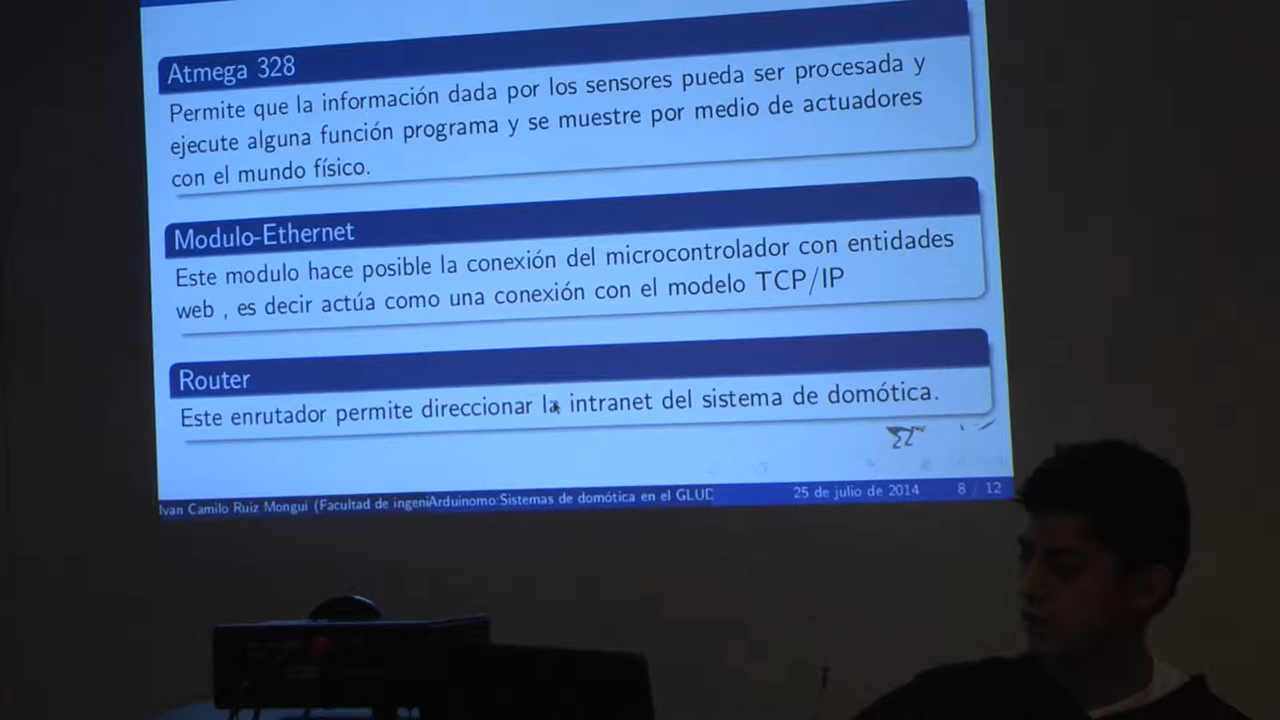 Atmega 328
Permite que la información dada por los sensores pueda ser procesada y
ejecute alguna función programa y se muestre por medio de actuadores
con el mundo físico.
Modulo-Ethernet
Este modulo hace posible la conexión del microcontrolador con entidades
web , es decir actúa como una conexión con el modelo TCP/IP
Router
Este enrutador permite direccionar la intranet del sistema de domótica.
Ivan Camilo Ruiz Mongui (Facultad de ingeniArduinomo:Sistemas de domótica en el GLUD 25 de julio de 2014 8 / 12